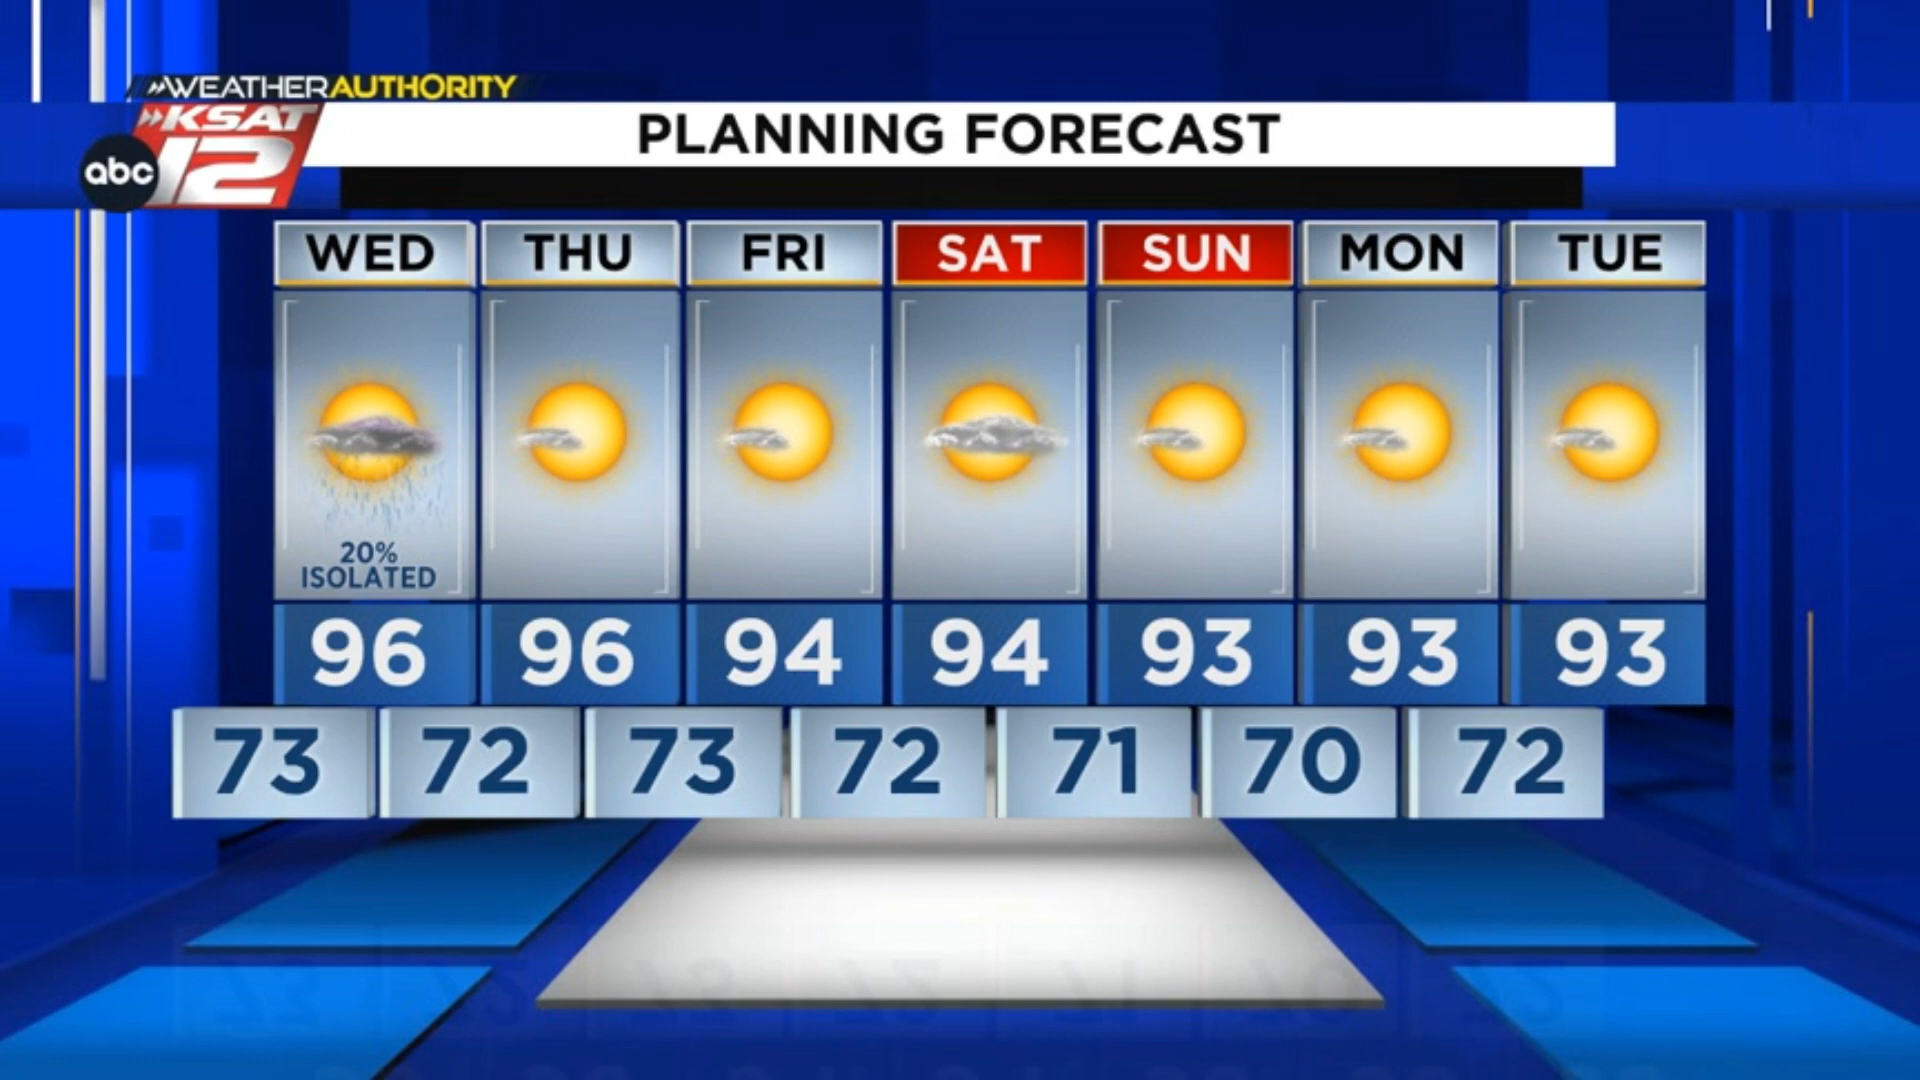 WEATHERAUTHORITY
KSAT
abc 12
PLANNING FORECAST
WED THU FRI SAT SUN MON TUE
20%
ISOLATED
96 96 94 94 93 93 93
73 72 73 72 71 70 72